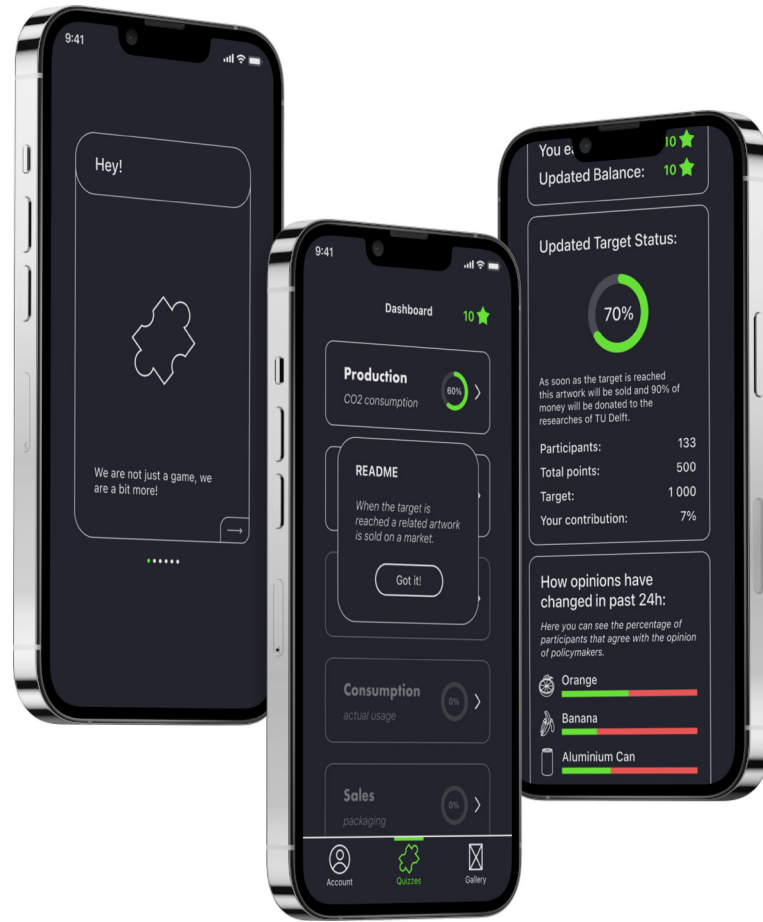 9:41
Hey!
We are not just a game, we
are a bit more!
9:41
Dashboard
10
Production
CO2 consumption
60%
README
When the target is
reached a related artwork
is sold on a market.
Got it!
Consumption
actual usage
0%
Sales
packaging
0%
Account
Quizzes
Gallery
You
10
Updated Balance:
10
Updated Target Status:
70%
As soon as the target is reached
this artwork will be sold and 90% of
money will be donated to the
researches of TU Delft.
Participants: 133
Total points: 500
Target: 1 000
Your contribution: 7%
How opinions have
changed in past 24h:
Here you can see the percentage of
participants that agree with the opinion
of policymakers.
Orange
Banana
Aluminium Can